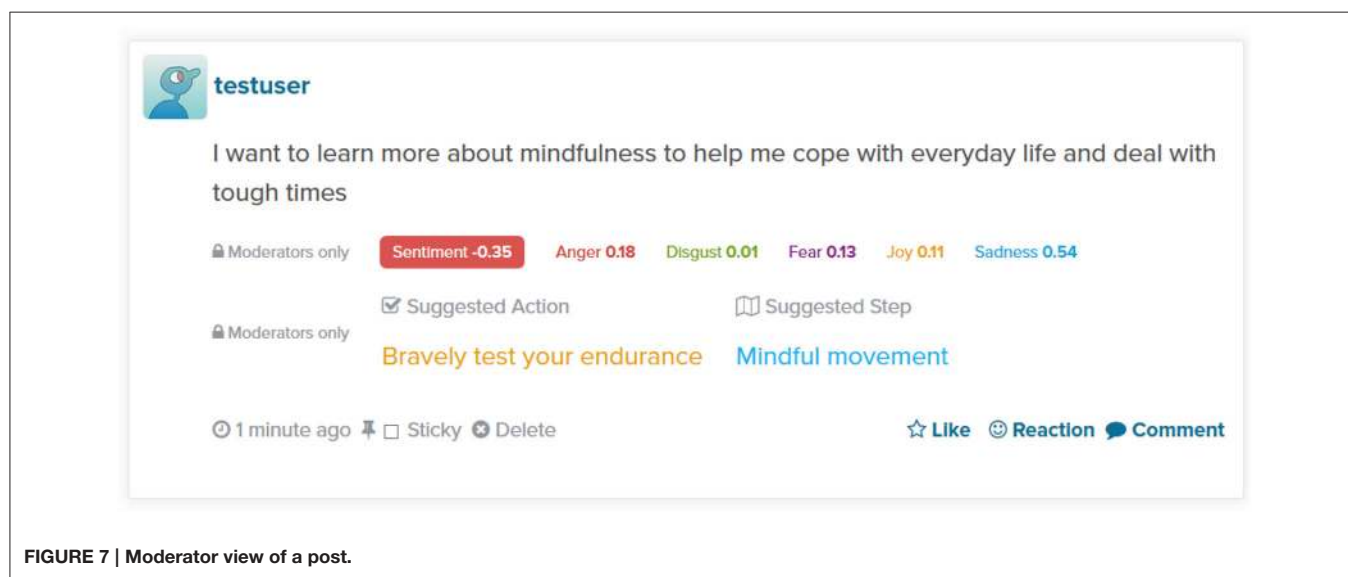 testuser
I want to learn more about mindfulness to help me cope with everyday life and deal with
tough times
Moderators only Sentiment -0.35 Anger 0.18 Disgust 0.01 Fear 0.13 Joy 0.11 Sadness 0.54
Suggested Action Suggested Step
Moderators only
Bravely test your endurance Mindful movement
1 minute ago Sticky Delete Like Reaction Comment
FIGURE 7 | Moderator view of a post.